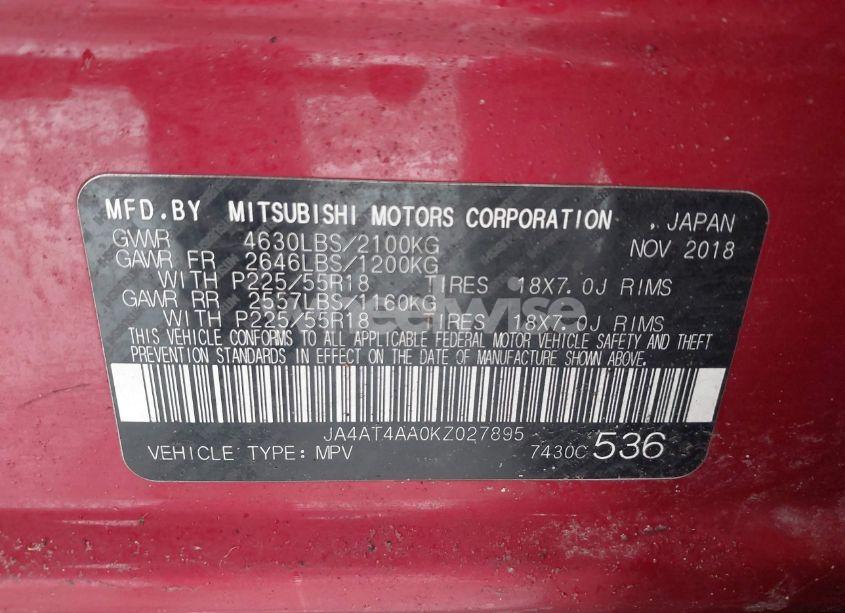 MFD.BY MITSUBISHI MOTORS CORPORATION , JAPAN
GVWR 4630LBS/2100KG NOV 2018
GAWR FR 2646LBS/1200KG
WITH P225/55R18 TIRES 18X7.0J RIMS
GAWR RR 2557LBS/1160KG
WITH P225/55R18 TIRES 18X7.0J RIMS
THIS VEHICLE CONFORMS TO ALL APPLICABLE FEDERAL MOTOR VEHICLE SAFETY AND THEFT
PREVENTION STANDARDS IN EFFECT ON THE DATE OF MANUFACTURE SHOWN ABOVE.
JA4AT4AA0KZ027895
VEHICLE TYPE: MPV 7430C 536